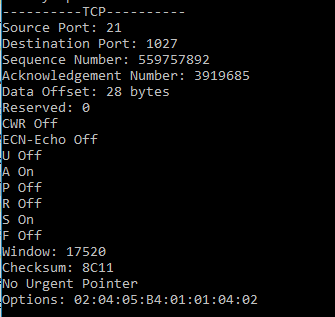 ----------TCP----------
Source Port: 21
Destination Port: 1027
Sequence Number: 559757892
Acknowledgement Number: 3919685
Data Offset: 28 bytes
Reserved: 0
CWR Off
ECN-Echo Off
U Off
A On
P Off
R Off
S On
F Off
Window: 17520
Checksum: 8C11
No Urgent Pointer
Options: 02:04:05:B4:01:01:04:02